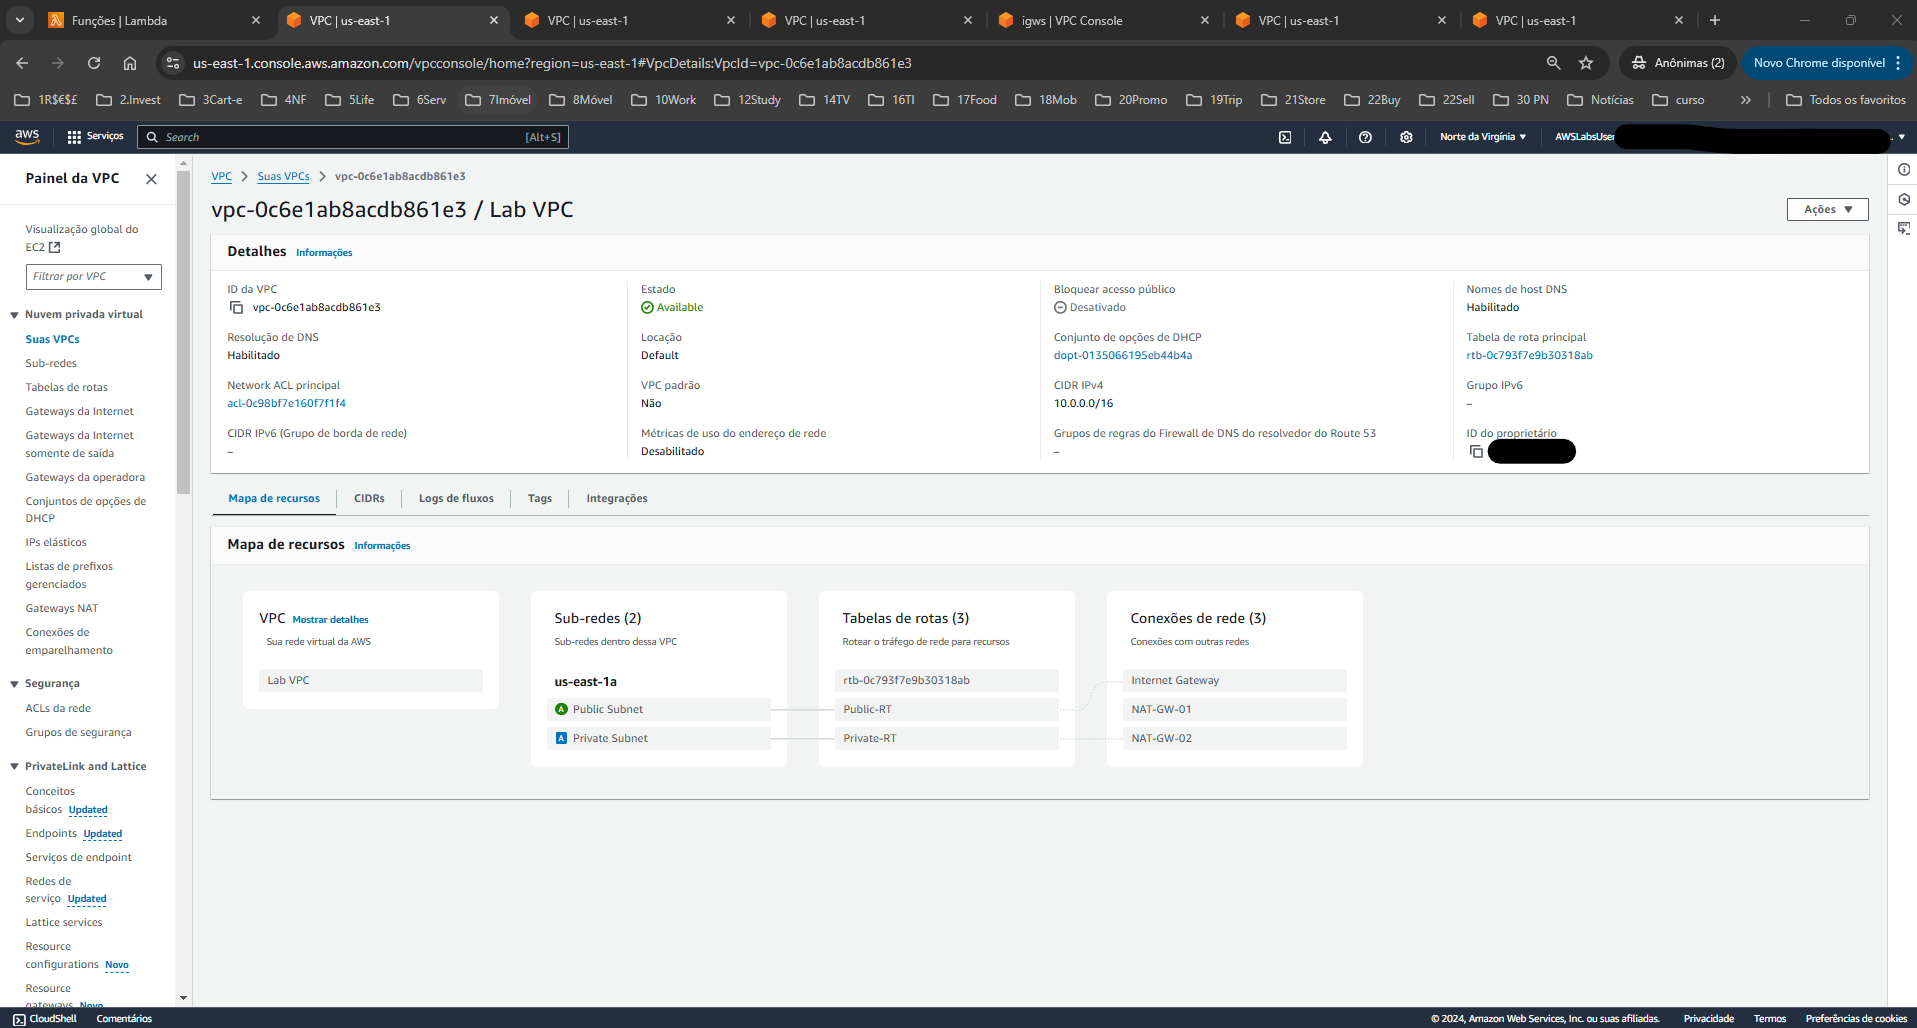 Funções | Lambda
VPC | us-east-1
VPC | us-east-1
VPC | us-east-1
igws | VPC Console
VPC | us-east-1
VPC | us-east-1
us-east-1.console.aws.amazon.com/vpcconsole/home?region=us-east-1#VpcDetails:VpcId=vpc-0c6e1ab8acdb861e3
Anônimas (2)
Novo Chrome disponível
1R$€$£
2.Invest
3Cart-e
4NF
5Life
6Serv
7Imóvel
8Móvel
10Work
12Study
14TV
16TI
17Food
18Mob
20Promo
19Trip
21Store
22Buy
22Sell
30 PN
Notícias
curso
»
Todos os favoritos
aws
Serviços
Search
[Alt+S]
Norte da Virgínia
AWSLabsUser
Painel da VPC
Visualização global do
EC2
Filtrar por VPC
Nuvem privada virtual
Suas VPCs
Sub-redes
Tabelas de rotas
Gateways da Internet
Gateways da Internet
somente de saída
Gateways da operadora
Conjuntos de opções de
DHCP
IPs elásticos
Listas de prefixos
gerenciados
Gateways NAT
Conexões de
emparelhamento
Segurança
ACLs da rede
Grupos de segurança
PrivateLink and Lattice
Conceitos
básicos Updated
Endpoints Updated
Serviços de endpoint
Redes de
serviço Updated
Lattice services
Resource
configurations Novo
Resource
gateways Novo
VPC > Suas VPCs > vpc-0c6e1ab8acdb861e3
vpc-0c6e1ab8acdb861e3 / Lab VPC
Ações
Detalhes Informações
ID da VPC
vpc-0c6e1ab8acdb861e3
Estado
Available
Bloquear acesso público
Desativado
Nomes de host DNS
Habilitado
Resolução de DNS
Habilitado
Locação
Default
Conjunto de opções de DHCP
dopt-0135066195eb44b4a
Tabela de rota principal
rtb-0c793f7e9b30318ab
Network ACL principal
acl-0c98bf7e160f7f1f4
VPC padrão
Não
CIDR IPv4
10.0.0.0/16
Grupo IPv6
–
CIDR IPv6 (Grupo de borda de rede)
–
Métricas de uso do endereço de rede
Desabilitado
Grupos de regras do Firewall de DNS do resolvedor do Route 53
–
ID do proprietário
Mapa de recursos
CIDRs
Logs de fluxos
Tags
Integrações
Mapa de recursos Informações
VPC Mostrar detalhes
Sua rede virtual da AWS
Lab VPC
Sub-redes (2)
Sub-redes dentro dessa VPC
us-east-1a
A Public Subnet
A Private Subnet
Tabelas de rotas (3)
Rotear o tráfego de rede para recursos
rtb-0c793f7e9b30318ab
Public-RT
Private-RT
Conexões de rede (3)
Conexões com outras redes
Internet Gateway
NAT-GW-01
NAT-GW-02
CloudShell
Comentários
© 2024, Amazon Web Services, Inc. ou suas afiliadas.
Privacidade
Termos
Preferências de cookies